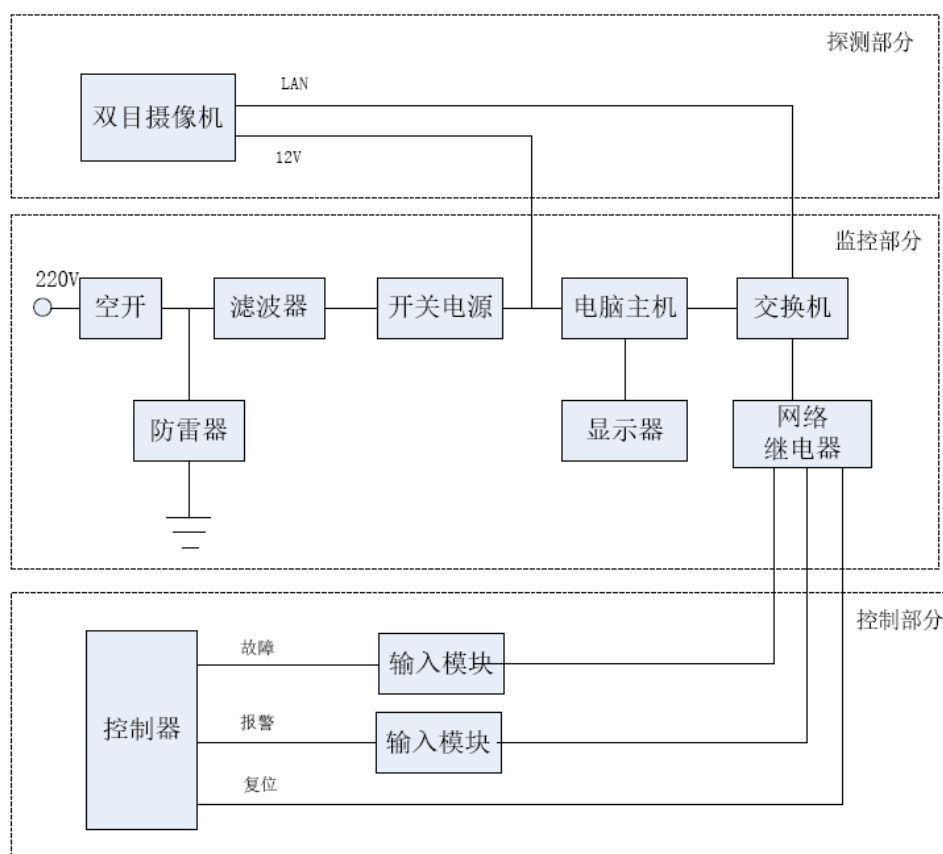 探测部分
双目摄像机
LAN
12V
监控部分
220V
空开
滤波器
开关电源
电脑主机
交换机
防雷器
显示器
网络
继电器
控制部分
控制器
故障
输入模块
报警
输入模块
复位